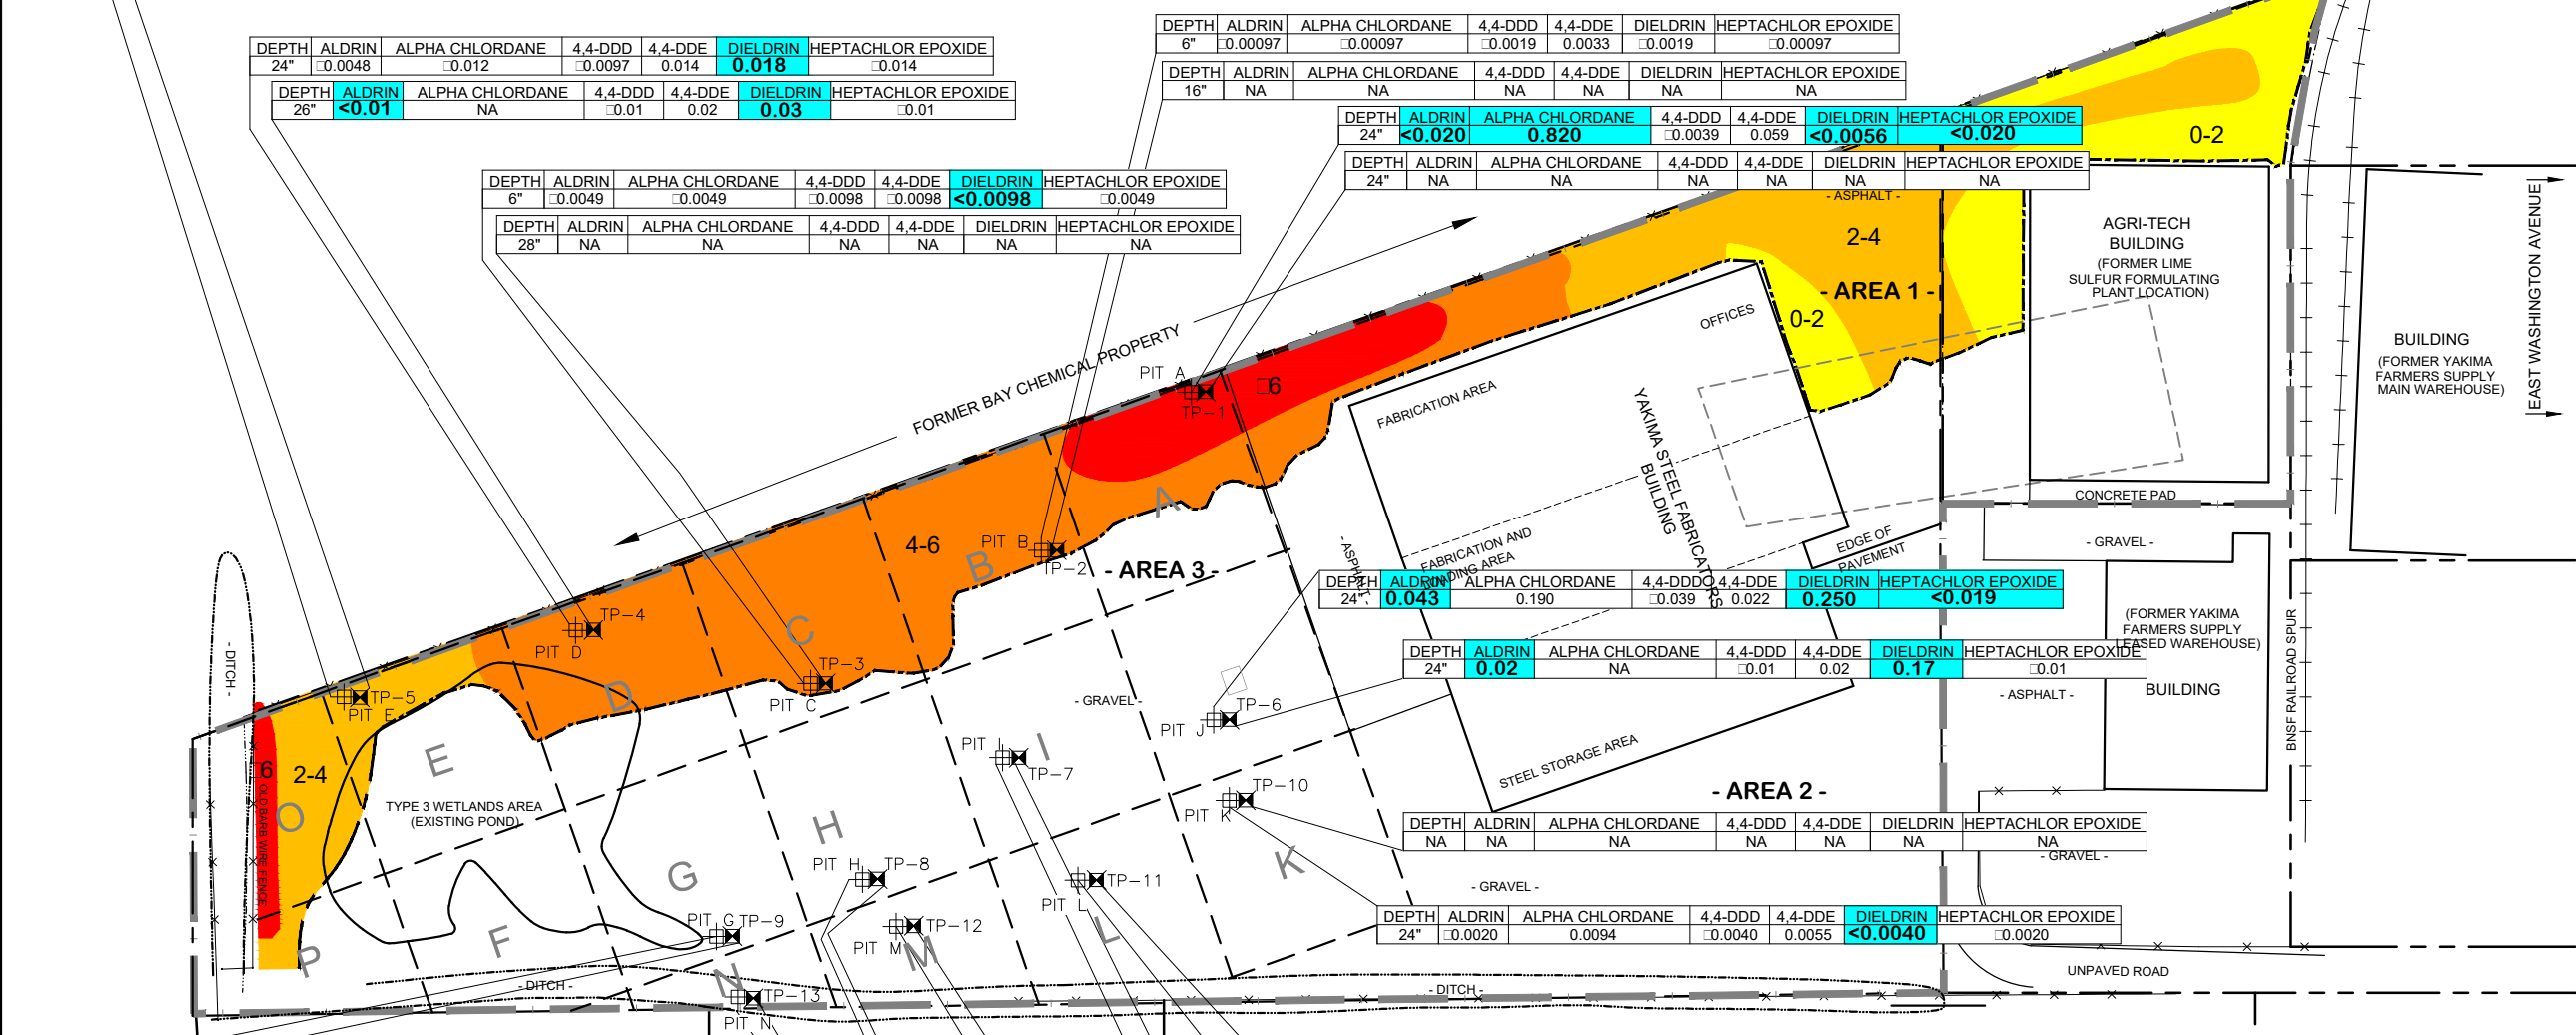 DEPTH ALDRIN ALPHA CHLORDANE 4,4-DDD 4,4-DDE DIELDRIN HEPTACHLOR EPOXIDE
24" □0.0048 □0.012 □0.0097 0.014 0.018 □0.014
DEPTH ALDRIN ALPHA CHLORDANE 4,4-DDD 4,4-DDE DIELDRIN HEPTACHLOR EPOXIDE
26" <0.01 NA □0.01 0.02 0.03 □0.01
DEPTH ALDRIN ALPHA CHLORDANE 4,4-DDD 4,4-DDE DIELDRIN HEPTACHLOR EPOXIDE
6" □0.00097 □0.00097 □0.0019 0.0033 □0.0019 □0.00097
DEPTH ALDRIN ALPHA CHLORDANE 4,4-DDD 4,4-DDE DIELDRIN HEPTACHLOR EPOXIDE
16" NA NA NA NA NA NA
DEPTH ALDRIN ALPHA CHLORDANE 4,4-DDD 4,4-DDE DIELDRIN HEPTACHLOR EPOXIDE
24" <0.020 0.820 □0.0039 0.059 <0.0056 <0.020
DEPTH ALDRIN ALPHA CHLORDANE 4,4-DDD 4,4-DDE DIELDRIN HEPTACHLOR EPOXIDE
24" NA NA NA NA NA NA
DEPTH ALDRIN ALPHA CHLORDANE 4,4-DDD 4,4-DDE DIELDRIN HEPTACHLOR EPOXIDE
6" □0.0049 □0.0049 □0.0098 □0.0098 <0.0098 □0.0049
DEPTH ALDRIN ALPHA CHLORDANE 4,4-DDD 4,4-DDE DIELDRIN HEPTACHLOR EPOXIDE
28" NA NA NA NA NA NA
0-2
- ASPHALT -
2-4
- AREA 1 -
0-2
AGRI-TECH
BUILDING
(FORMER LIME
SULFUR FORMULATING
PLANT LOCATION)
BUILDING
(FORMER YAKIMA
FARMERS SUPPLY
MAIN WAREHOUSE)
EAST WASHINGTON AVENUE
OFFICES
FORMER BAY CHEMICAL PROPERTY
PIT A
TP-1
□6
FABRICATION AREA
YAKIMA STEEL FABRICATORS
BUILDING
CONCRETE PAD
A
4-6
B
PIT B
TP-2
- AREA 3 -
- ASPHALT -
FABRICATION AND
LOADING AREA
EDGE OF
PAVEMENT
- GRAVEL -
DEPTH ALDRIN ALPHA CHLORDANE 4,4-DDD 4,4-DDE DIELDRIN HEPTACHLOR EPOXIDE
24" 0.043 0.190 □0.039 0.022 0.250 <0.019
TP-4
PIT D
C
TP-3
PIT C
D
- DITCH -
TP-5
PIT E
(FORMER YAKIMA
FARMERS SUPPLY
LEASED WAREHOUSE)
BUILDING
BNSF RAILROAD SPUR
DEPTH ALDRIN ALPHA CHLORDANE 4,4-DDD 4,4-DDE DIELDRIN HEPTACHLOR EPOXIDE
24" 0.02 NA □0.01 0.02 0.17 □0.01
- ASPHALT -
- GRAVEL -
TP-6
PIT J
PIT I
TP-7
I
E
6
2-4
O
OLD BARB WIRE FENCE
TYPE 3 WETLANDS AREA
(EXISTING POND)
STEEL STORAGE AREA
TP-10
PIT K
- AREA 2 -
H
DEPTH ALDRIN ALPHA CHLORDANE 4,4-DDD 4,4-DDE DIELDRIN HEPTACHLOR EPOXIDE
NA NA NA NA NA NA NA
- GRAVEL -
K
PIT H
TP-8
G
TP-11
PIT L
- GRAVEL -
DEPTH ALDRIN ALPHA CHLORDANE 4,4-DDD 4,4-DDE DIELDRIN HEPTACHLOR EPOXIDE
24" □0.0020 0.0094 □0.0040 0.0055 <0.0040 □0.0020
PIT G
TP-9
TP-12
PIT M
M
L
F
P
N
UNPAVED ROAD
- DITCH -
TP-13
PIT N
- DITCH -